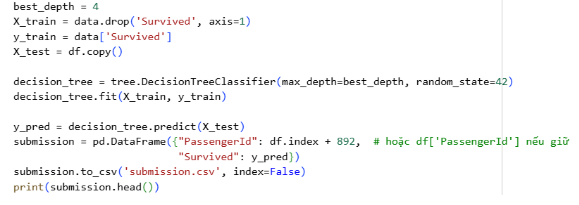 best_depth = 4
X_train = data.drop('Survived', axis=1)
y_train = data['Survived']
X_test = df.copy()
decision_tree = tree.DecisionTreeClassifier(max_depth=best_depth, random_state=42)
decision_tree.fit(X_train, y_train)
y_pred = decision_tree.predict(X_test)
submission = pd.DataFrame({"PassengerId": df.index + 892,  # hoặc df['PassengerId'] nếu giữ
                           "Survived": y_pred})
submission.to_csv('submission.csv', index=False)
print(submission.head())